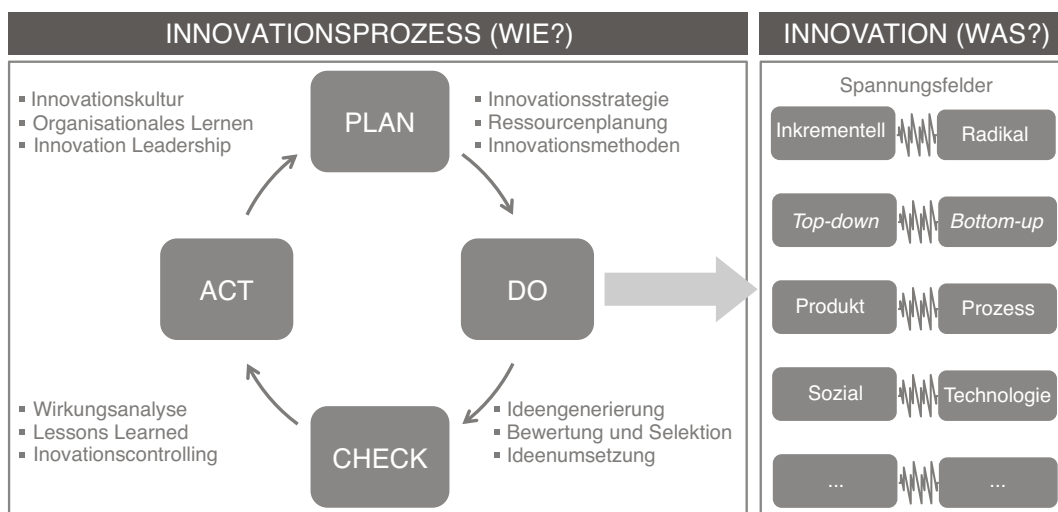 INNOVATIONSPROZESS (WIE?)
▪ Innovationskultur
▪ Organisationales Lernen
▪ Innovation Leadership
PLAN
▪ Innovationsstrategie
▪ Ressourcenplanung
▪ Innovationsmethoden
ACT
DO
▪ Wirkungsanalyse
▪ Lessons Learned
▪ Inovationscontrolling
CHECK
▪ Ideengenerierung
▪ Bewertung und Selektion
▪ Ideenumsetzung
INNOVATION (WAS?)
Spannungsfelder
Inkrementell Radikal
Top-down Bottom-up
Produkt Prozess
Sozial Technologie
... ...